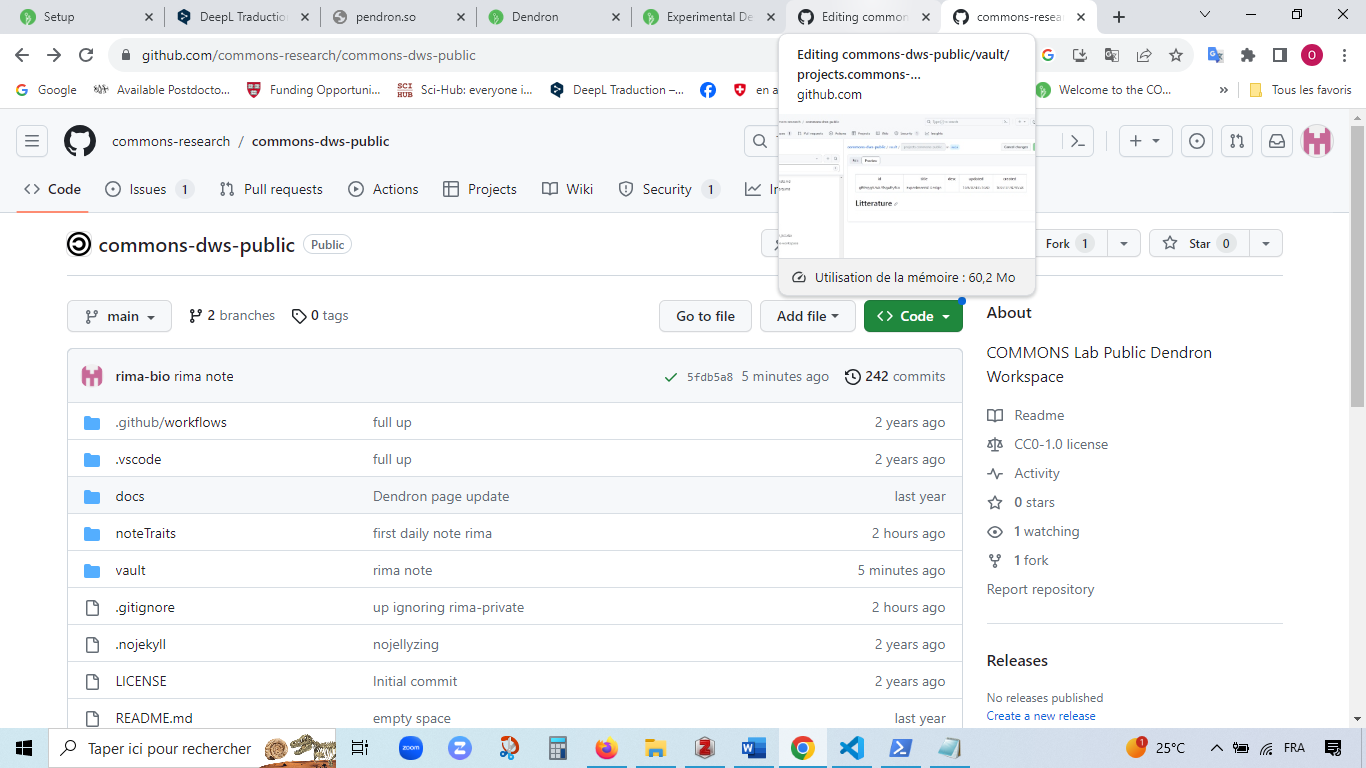 Setup
DeepL Traduction
pendron.so
Dendron
Experimental De
Editing common
commons-resea
github.com/commons-research/commons-dws-public
Google
Available Postdocto...
Funding Opportuni...
SCI HUB
Sci-Hub: everyone i...
DeepL Traduction –...
en a
Welcome to the CO...
»
Tous les favoris
Editing commons-dws-public/vault/
projects.commons-...
github.com
Litterature
Utilisation de la mémoire : 60,2 Mo
commons-research / commons-dws-public
Code
Issues 1
Pull requests
Actions
Projects
Wiki
Security 1
In
commons-dws-public Public
Fork 1
Star 0
main
2 branches
0 tags
Go to file
Add file
Code
rima-bio rima note
5fdb5a8 5 minutes ago
242 commits
.github/workflows full up 2 years ago
.vscode full up 2 years ago
docs Dendron page update last year
noteTraits first daily note rima 2 hours ago
vault rima note 5 minutes ago
.gitignore up ignoring rima-private 2 hours ago
.nojekyll nojellyzing 2 years ago
LICENSE Initial commit 2 years ago
README.md empty space last year
About
COMMONS Lab Public Dendron
Workspace
Readme
CC0-1.0 license
Activity
0 stars
1 watching
1 fork
Report repository
Releases
No releases published
Create a new release
Taper ici pour rechercher
zoom
1
25°C
FRA